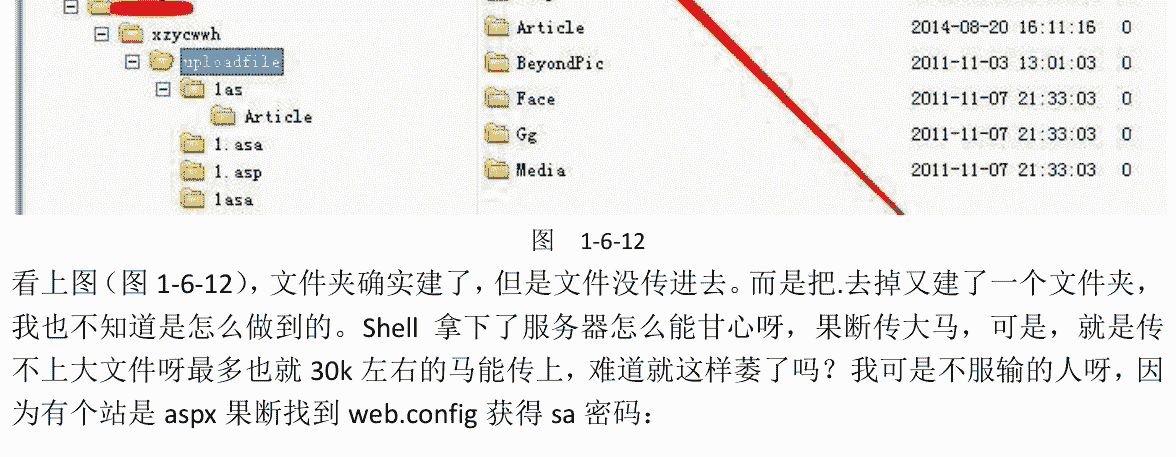 xzycwwh
uploadfile
1as
Article
1.asa
1.asp
1asa
Article 2014-08-20 16:11:16 0
BeyondPic 2011-11-03 13:01:03 0
Face 2011-11-07 21:33:03 0
Gg 2011-11-07 21:33:03 0
Media 2011-11-07 21:33:03 0
图 1-6-12
看上图(图 1-6-12),文件夹确实建了,但是文件没传进去。而是把.去掉又建了一个文件夹,
我也不知道是怎么做到的。Shell 拿下了服务器怎么能甘心呀,果断传大马,可是,就是传
不上大文件呀最多也就 30k 左右的马能传上,难道就这样萎了吗?我可是不服输的人呀,因
为有个站是 aspx 果断找到 web.config 获得 sa 密码: